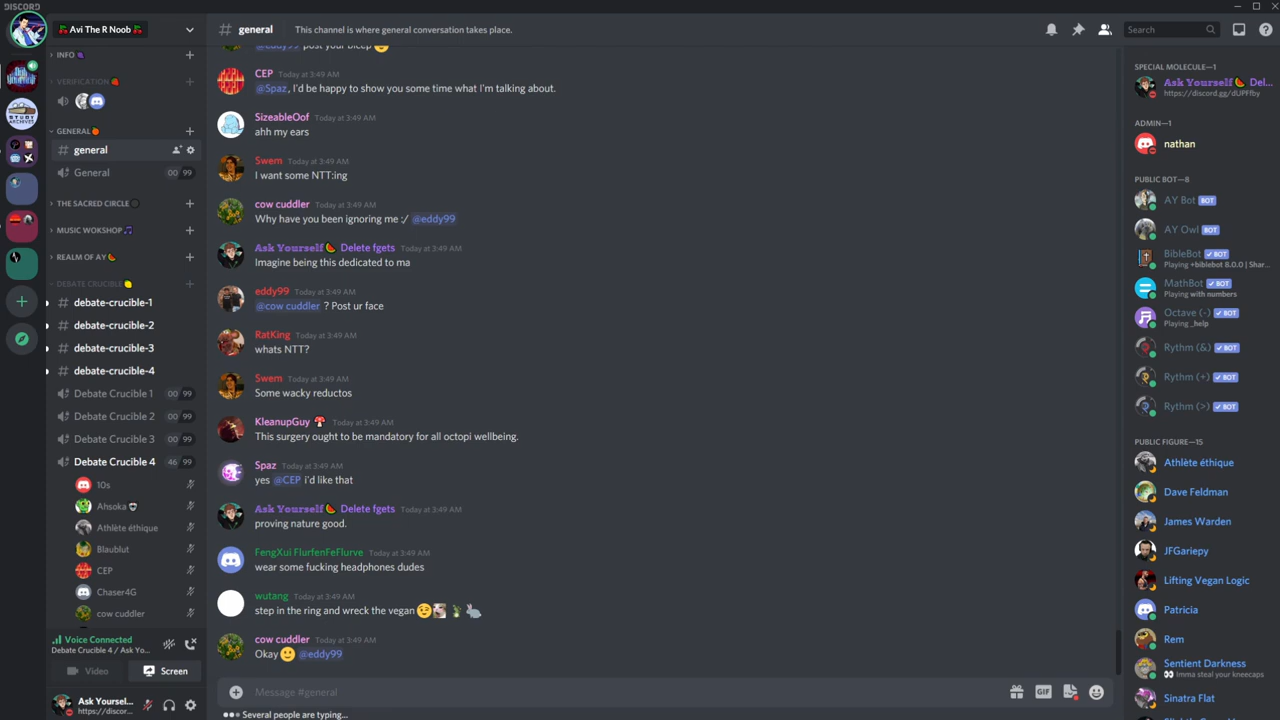 DISCORD
Avi The R Noob
# general
This channel is where general conversation takes place.
Search
INFO
VERIFICATION
GENERAL
# general
General 00 99
THE SACRED CIRCLE
MUSIC WOKSHOP
REALM OF AY
DEBATE CRUCIBLE
# debate-crucible-1
# debate-crucible-2
# debate-crucible-3
# debate-crucible-4
Debate Crucible 1 00 99
Debate Crucible 2 00 99
Debate Crucible 3 00 99
Debate Crucible 4 46 99
10s
Ahsoka
Athlète éthique
Blaublut
CEP
Chaser4G
cow cuddler
Voice Connected
Debate Crucible 4 / Ask Yo...
Video
Screen
Ask Yoursel...
https://discor...
@eddy99 post your bicep
CEP Today at 3:49 AM
@Spaz, I'd be happy to show you some time what I'm talking about.
SizeableOof Today at 3:49 AM
ahh my ears
Swem Today at 3:49 AM
I want some NTT:ing
cow cuddler Today at 3:49 AM
Why have you been ignoring me :/ @eddy99
Ask Yourself Delete fgets Today at 3:49 AM
Imagine being this dedicated to ma
eddy99 Today at 3:49 AM
@cow cuddler ? Post ur face
RatKing Today at 3:49 AM
whats NTT?
Swem Today at 3:49 AM
Some wacky reductos
KleanupGuy Today at 3:49 AM
This surgery ought to be mandatory for all octopi wellbeing.
Spaz Today at 3:49 AM
yes @CEP i'd like that
Ask Yourself Delete fgets Today at 3:49 AM
proving nature good.
FengXui FlurfenFeFlurve Today at 3:49 AM
wear some fucking headphones dudes
wutang Today at 3:49 AM
step in the ring and wreck the vegan
cow cuddler Today at 3:49 AM
Okay @eddy99
Message #general
GIF
Several people are typing...
SPECIAL MOLECULE—1
Ask Yourself Del...
https://discord.gg/dUPFfby
ADMIN—1
nathan
PUBLIC BOT—8
AY Bot BOT
AY Owl BOT
BibleBot BOT
Playing +biblebot 8.0.0 | Shar...
MathBot BOT
Playing with numbers
Octave (-) BOT
Playing _help
Rythm (&) BOT
Rythm (+) BOT
Rythm (>) BOT
PUBLIC FIGURE—15
Athlète éthique
Dave Feldman
James Warden
JFGariepy
Lifting Vegan Logic
Patricia
Rem
Sentient Darkness
Imma steal your kneecaps
Sinatra Flat